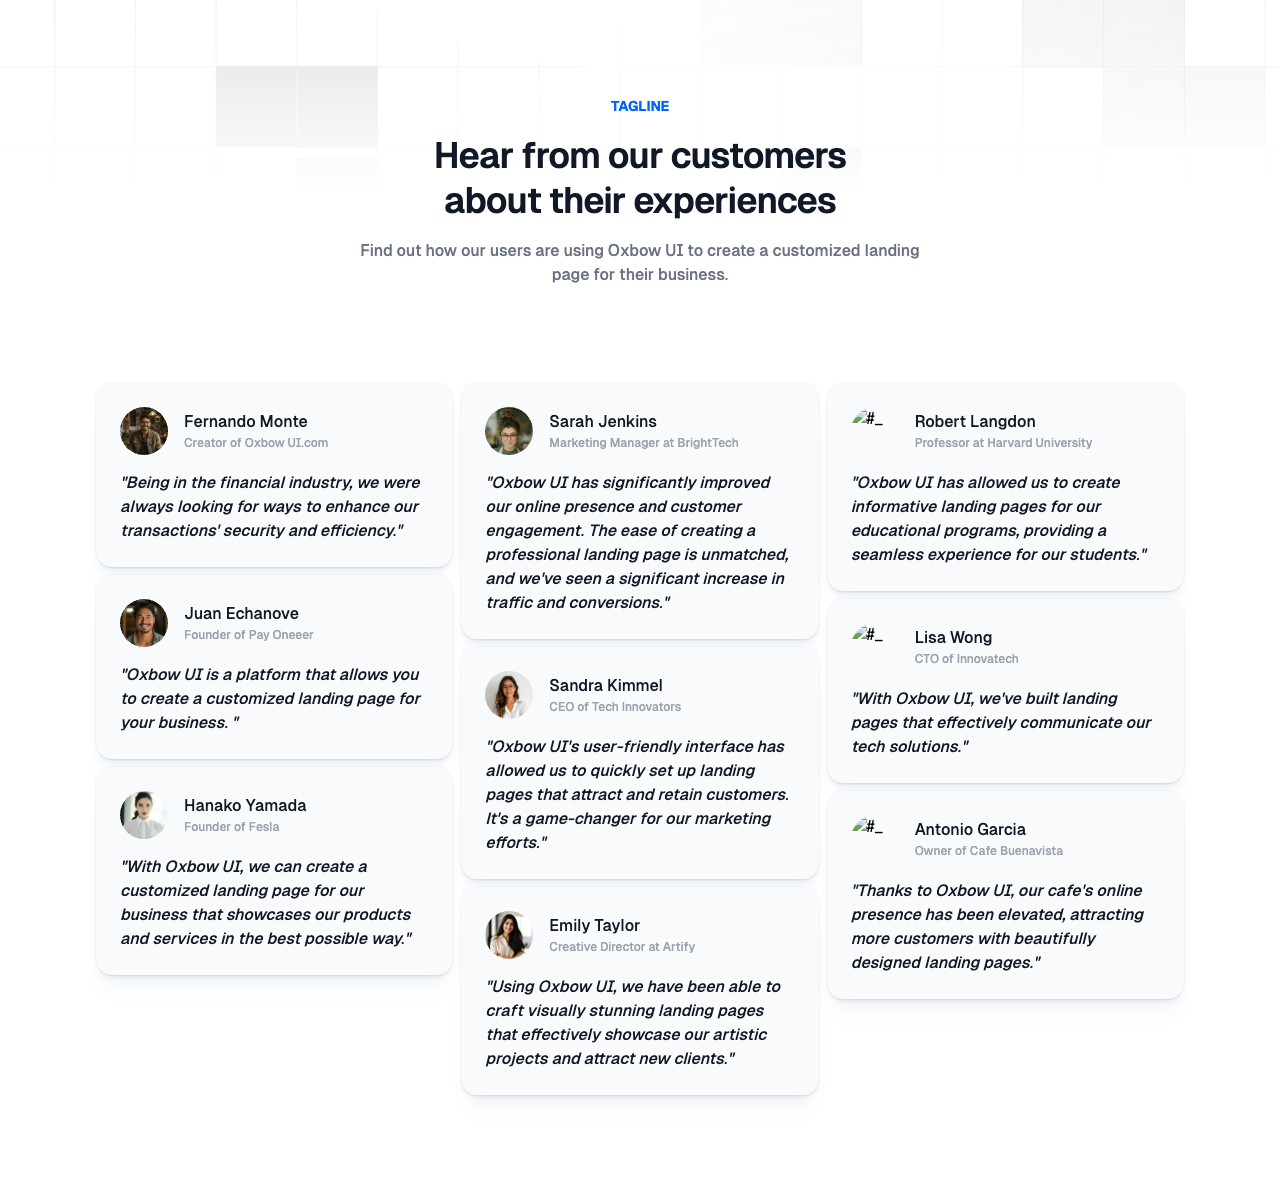 TAGLINE
Hear from our customers
about their experiences
Find out how our users are using Oxbow UI to create a customized landing
page for their business.
Fernando Monte
Creator of Oxbow UI.com
"Being in the financial industry, we were
always looking for ways to enhance our
transactions' security and efficiency."
Juan Echanove
Founder of Pay Oneeer
"Oxbow UI is a platform that allows you
to create a customized landing page for
your business. "
Hanako Yamada
Founder of Fesla
"With Oxbow UI, we can create a
customized landing page for our
business that showcases our products
and services in the best possible way."
Sarah Jenkins
Marketing Manager at BrightTech
"Oxbow UI has significantly improved
our online presence and customer
engagement. The ease of creating a
professional landing page is unmatched,
and we've seen a significant increase in
traffic and conversions."
Sandra Kimmel
CEO of Tech Innovators
"Oxbow UI's user-friendly interface has
allowed us to quickly set up landing
pages that attract and retain customers.
It's a game-changer for our marketing
efforts."
Emily Taylor
Creative Director at Artify
"Using Oxbow UI, we have been able to
craft visually stunning landing pages
that effectively showcase our artistic
projects and attract new clients."
#_
Robert Langdon
Professor at Harvard University
"Oxbow UI has allowed us to create
informative landing pages for our
educational programs, providing a
seamless experience for our students."
#_
Lisa Wong
CTO of Innovatech
"With Oxbow UI, we've built landing
pages that effectively communicate our
tech solutions."
#_
Antonio Garcia
Owner of Cafe Buenavista
"Thanks to Oxbow UI, our cafe's online
presence has been elevated, attracting
more customers with beautifully
designed landing pages."